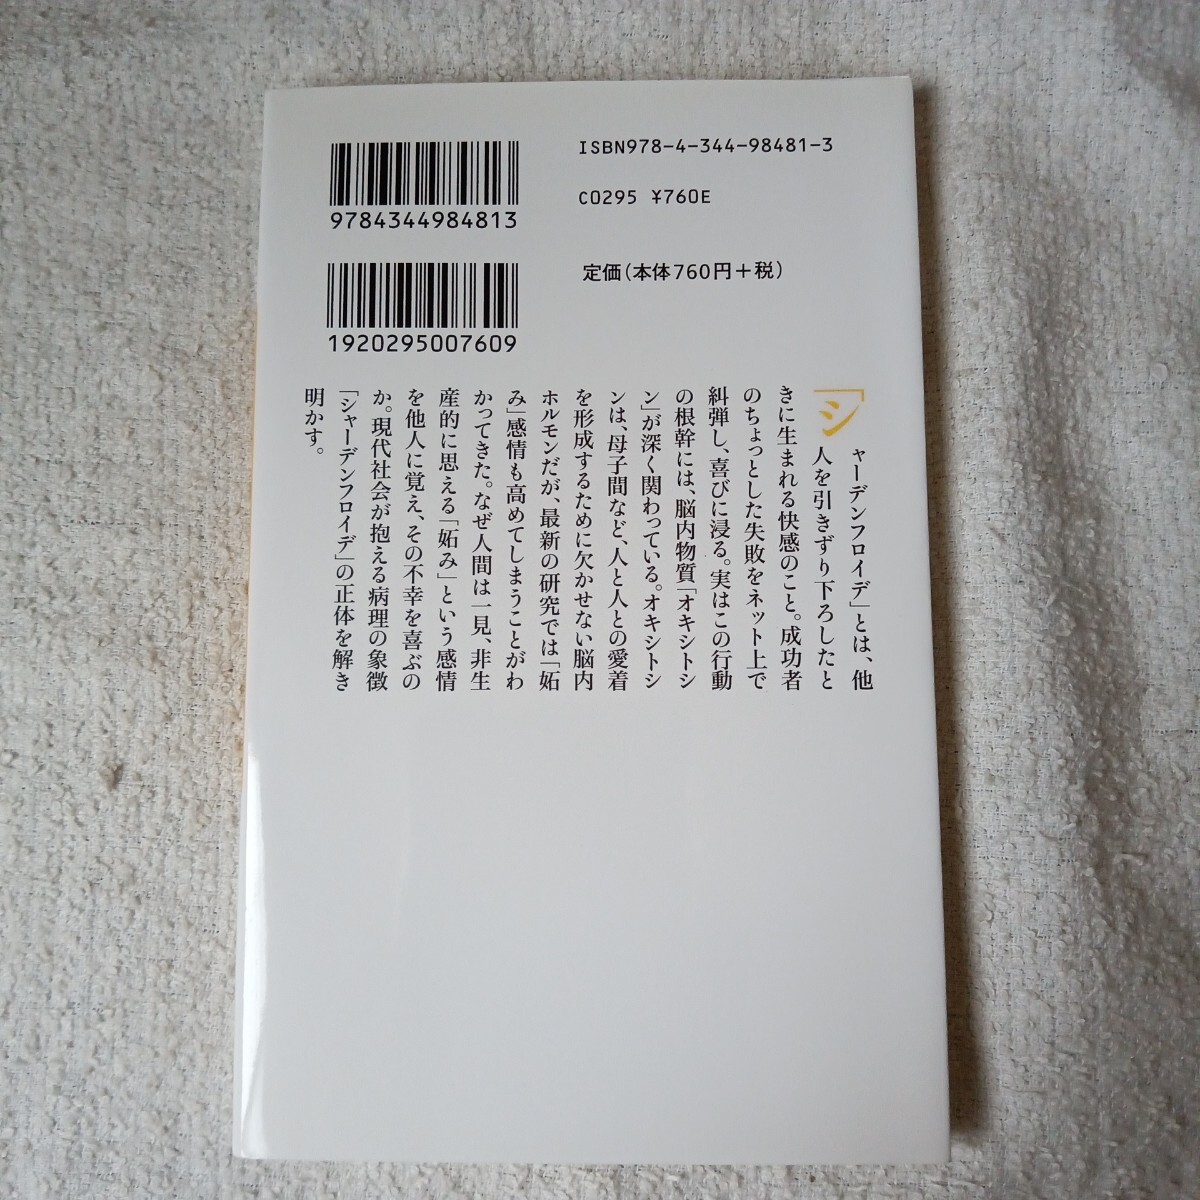 ISBN978-4-344-98481-3
9784344984813
C0295 ¥760E
定価(本体760円+税)
1920295007609
「シャーデンフロイデ」とは、他
人を引きずり下ろしたと
きに生まれる快感のこと。成功者
のちょっとした失敗をネット上で
糾弾し、喜びに浸る。実はこの行動
の根幹には、脳内物質「オキシトシ
ン」が深く関わっている。オキシトシ
ンは、母子間など、人と人との愛着
を形成するために欠かせない脳内
ホルモンだが、最新の研究では「妬
み」感情も高めてしまうことがわ
かってきた。なぜ人間は一見、非生
産的に思える「妬み」という感情
を他人に覚え、その不幸を喜ぶの
か。現代社会が抱える病理の象徴
「シャーデンフロイデ」の正体を解き
明かす。